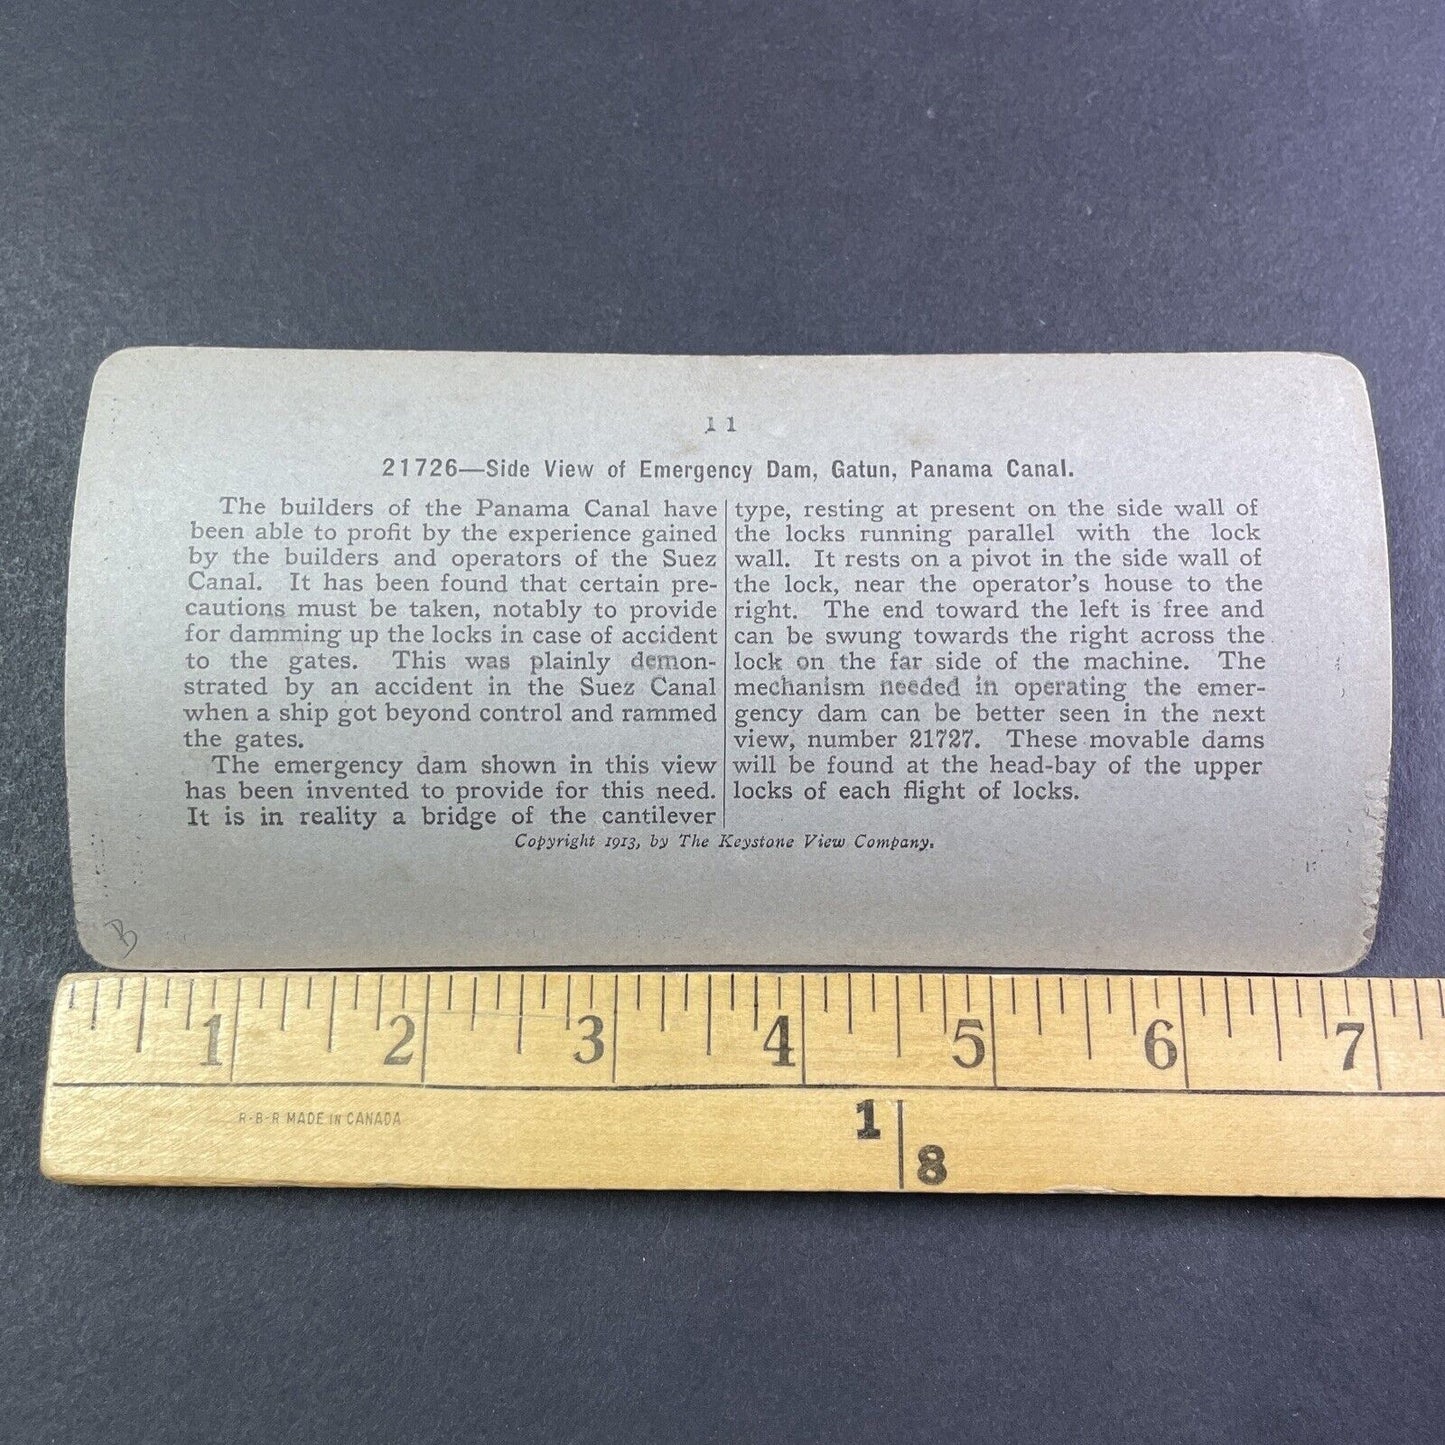 11
21726—Side View of Emergency Dam, Gatun, Panama Canal.
The builders of the Panama Canal have
been able to profit by the experience gained
by the builders and operators of the Suez
Canal. It has been found that certain pre-
cautions must be taken, notably to provide
for damming up the locks in case of accident
to the gates. This was plainly demon-
strated by an accident in the Suez Canal
when a ship got beyond control and rammed
the gates.
The emergency dam shown in this view
has been invented to provide for this need.
It is in reality a bridge of the cantilever
type, resting at present on the side wall of
the locks running parallel with the lock
wall. It rests on a pivot in the side wall of
the lock, near the operator's house to the
right. The end toward the left is free and
can be swung towards the right across the
lock on the far side of the machine. The
mechanism needed in operating the emer-
gency dam can be better seen in the next
view, number 21727. These movable dams
will be found at the head-bay of the upper
locks of each flight of locks.
Copyright 1913, by The Keystone View Company.
B
1 2 3 4 5 6 7
R-B-R MADE IN CANADA
1
8